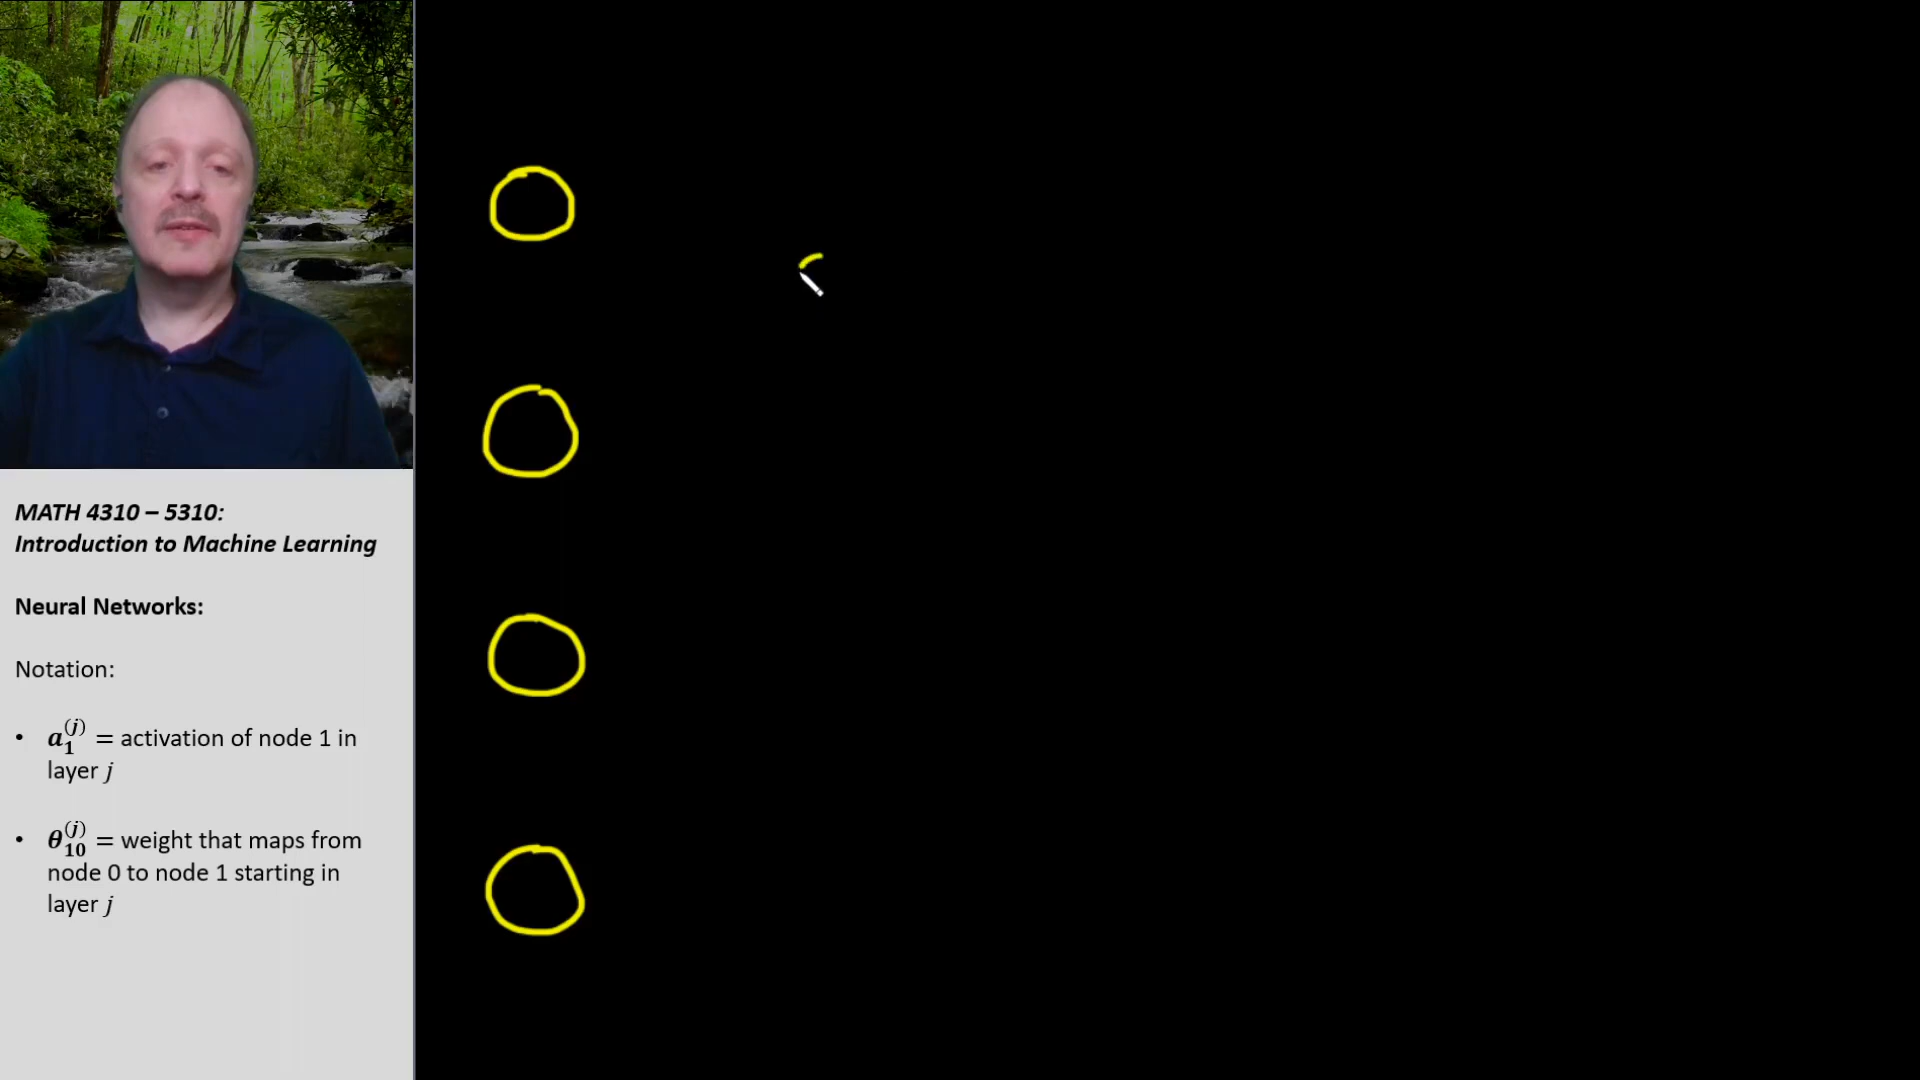 MATH 4310 – 5310:
Introduction to Machine Learning
Neural Networks:
Notation:
• a₁⁽ʲ⁾ = activation of node 1 in
layer j
• θ₁₀⁽ʲ⁾ = weight that maps from
node 0 to node 1 starting in
layer j